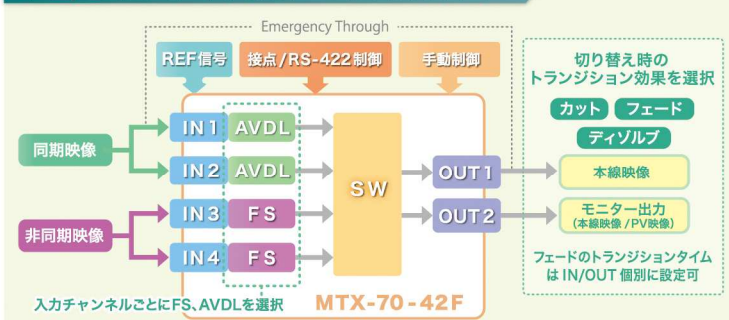 Emergency Through
REF信号
接点/RS-422制御
手動制御
切り替え時の
トランジション効果を選択
カット
フェード
ディゾルブ
同期映像
非同期映像
IN1
AVDL
IN2
AVDL
IN3
FS
IN4
FS
SW
OUT1
OUT2
本線映像
モニター出力
(本線映像/PV映像)
フェードのトランジションタイム
はIN/OUT個別に設定可
入力チャンネルごとにFS、AVDLを選択
MTX-70-42F